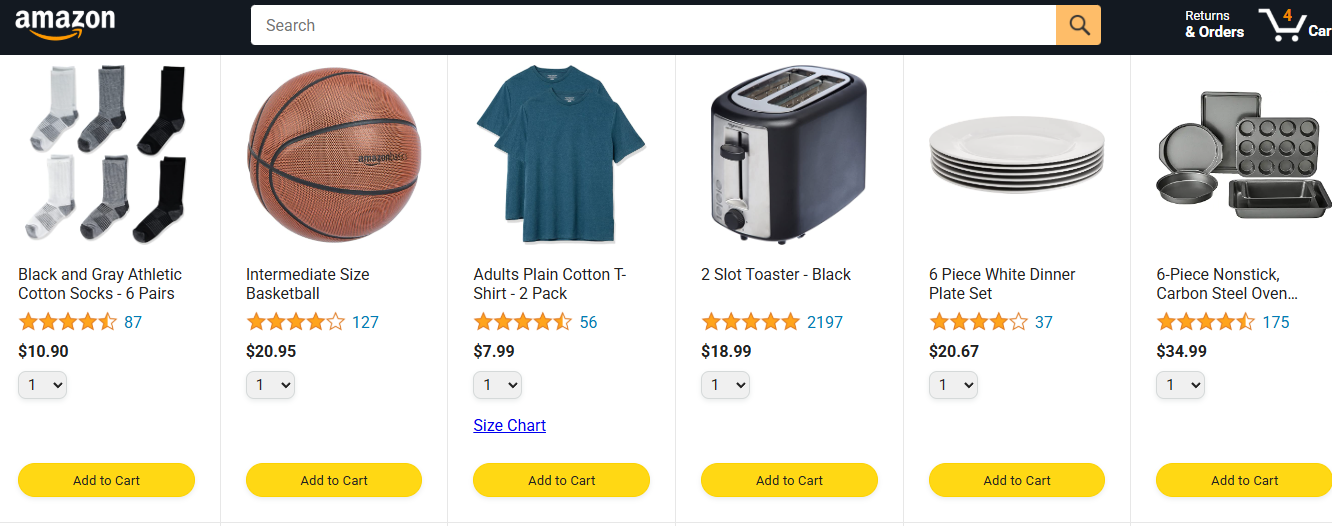 amazon
Search
Returns
& Orders
4
Car
amazonbasics
Black and Gray Athletic
Cotton Socks - 6 Pairs
87
$10.90
1
Add to Cart
Intermediate Size
Basketball
127
$20.95
1
Add to Cart
Adults Plain Cotton T-
Shirt - 2 Pack
56
$7.99
1
Size Chart
Add to Cart
2 Slot Toaster - Black
2197
$18.99
1
Add to Cart
6 Piece White Dinner
Plate Set
37
$20.67
1
Add to Cart
6-Piece Nonstick,
Carbon Steel Oven...
175
$34.99
1
Add to Cart